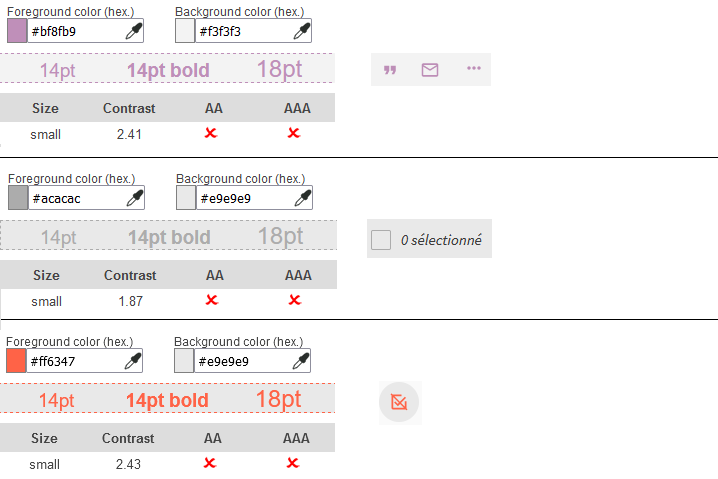 Foreground color (hex.) Background color (hex.)
#bf8fb9 #f3f3f3
14pt 14pt bold 18pt
Size Contrast AA AAA
small 2.41
Foreground color (hex.) Background color (hex.)
#acacac #e9e9e9
14pt 14pt bold 18pt
0 sélectionné
Size Contrast AA AAA
small 1.87
Foreground color (hex.) Background color (hex.)
#ff6347 #e9e9e9
14pt 14pt bold 18pt
Size Contrast AA AAA
small 2.43